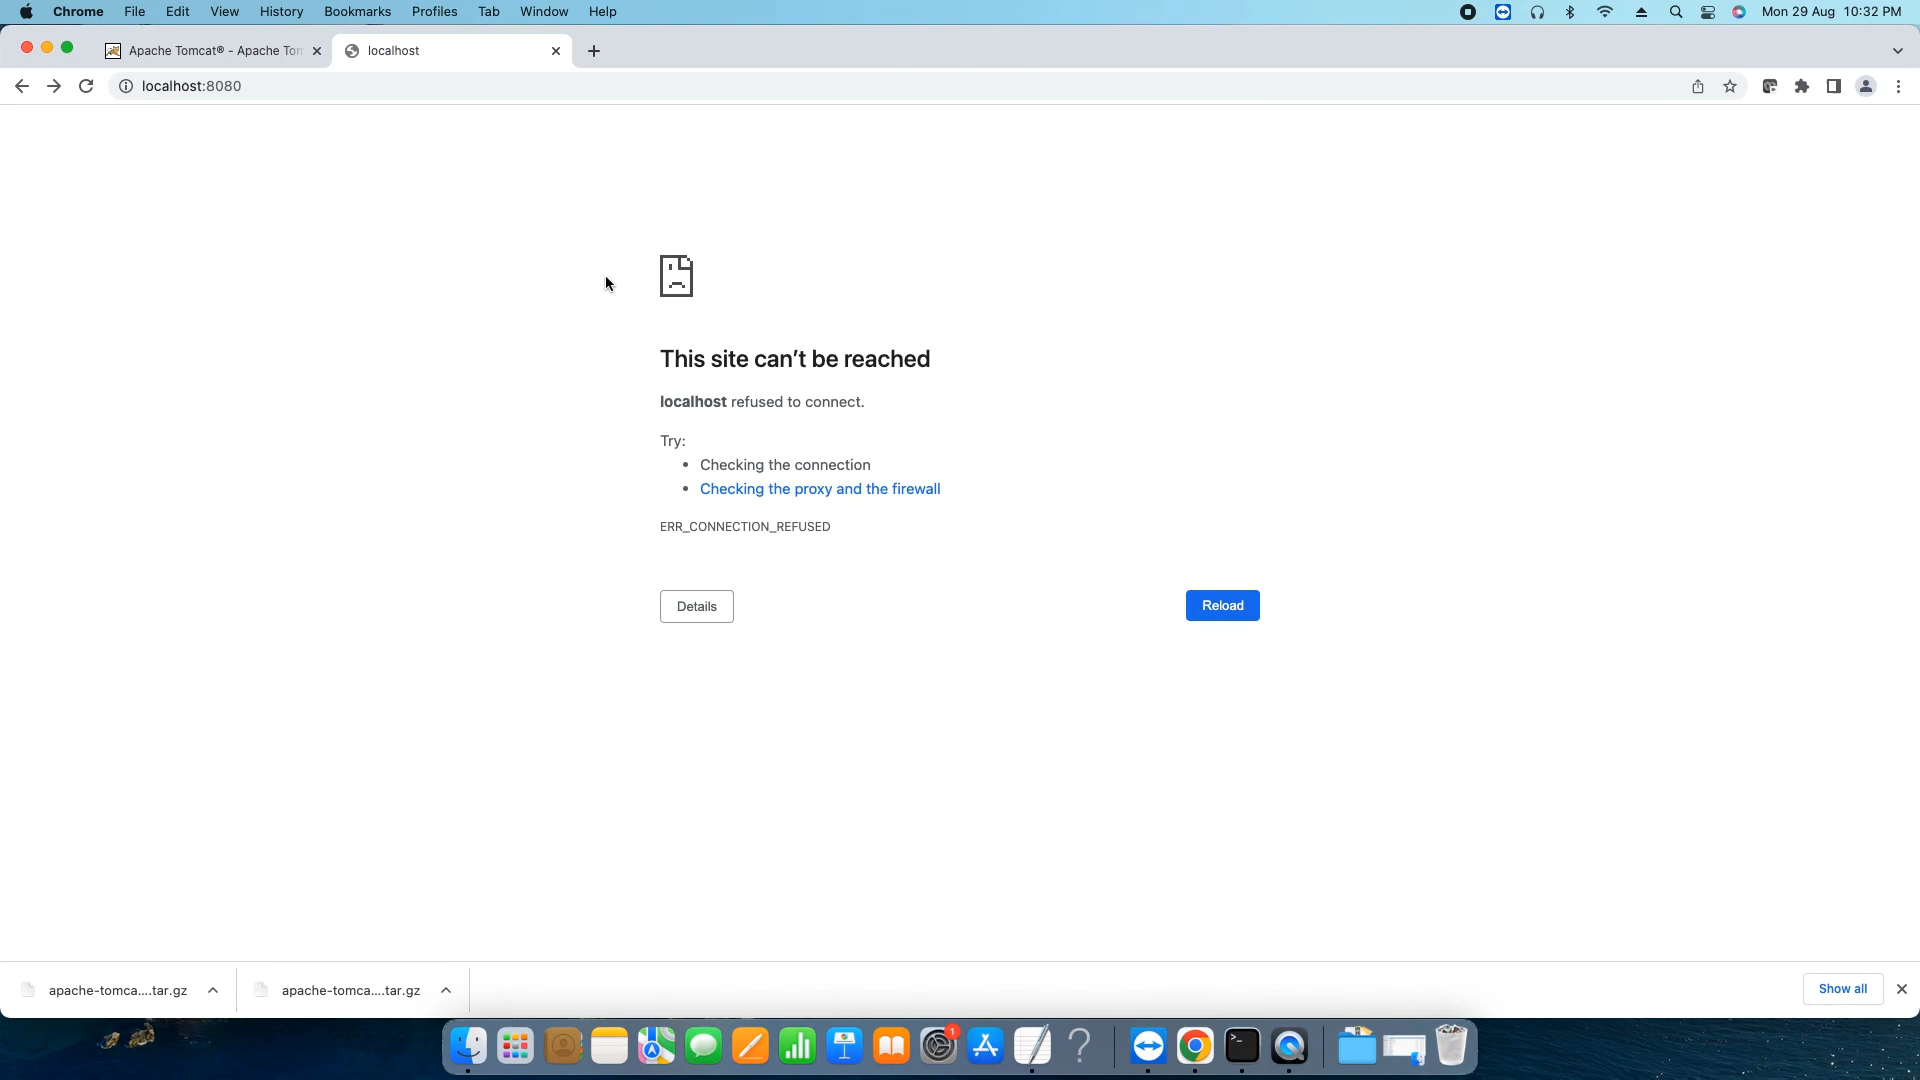 Chrome File Edit View History Bookmarks Profiles Tab Window Help Mon 29 Aug 10:32 PM
Apache Tomcat® - Apache Tom localhost
localhost:8080
This site can't be reached
localhost refused to connect.
Try:
• Checking the connection
• Checking the proxy and the firewall
ERR_CONNECTION_REFUSED
Details Reload
apache-tomca....tar.gz apache-tomca....tar.gz Show all
1